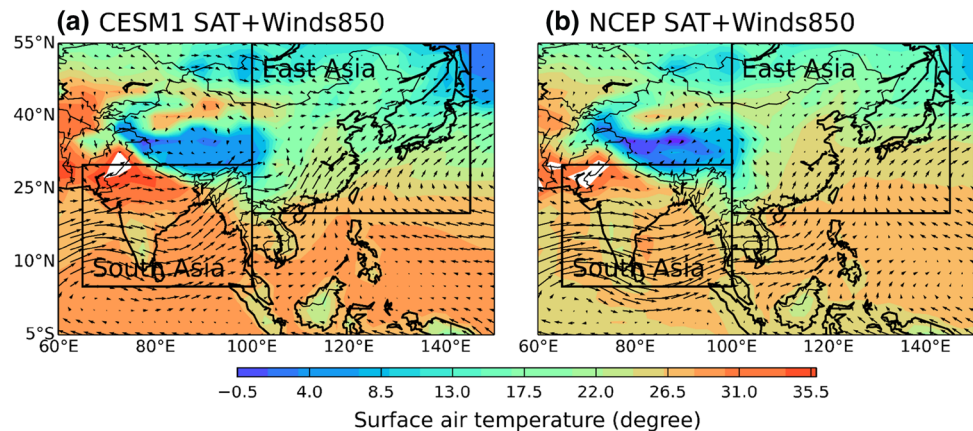 (a) CESM1 SAT+Winds850
(b) NCEP SAT+Winds850
55°N
40°N
25°N
10°N
5°S
East Asia
South Asia
East Asia
South Asia
60°E 80°E 100°E 120°E 140°E
60°E 80°E 100°E 120°E 140°E
−0.5 4.0 8.5 13.0 17.5 22.0 26.5 31.0 35.5
Surface air temperature (degree)